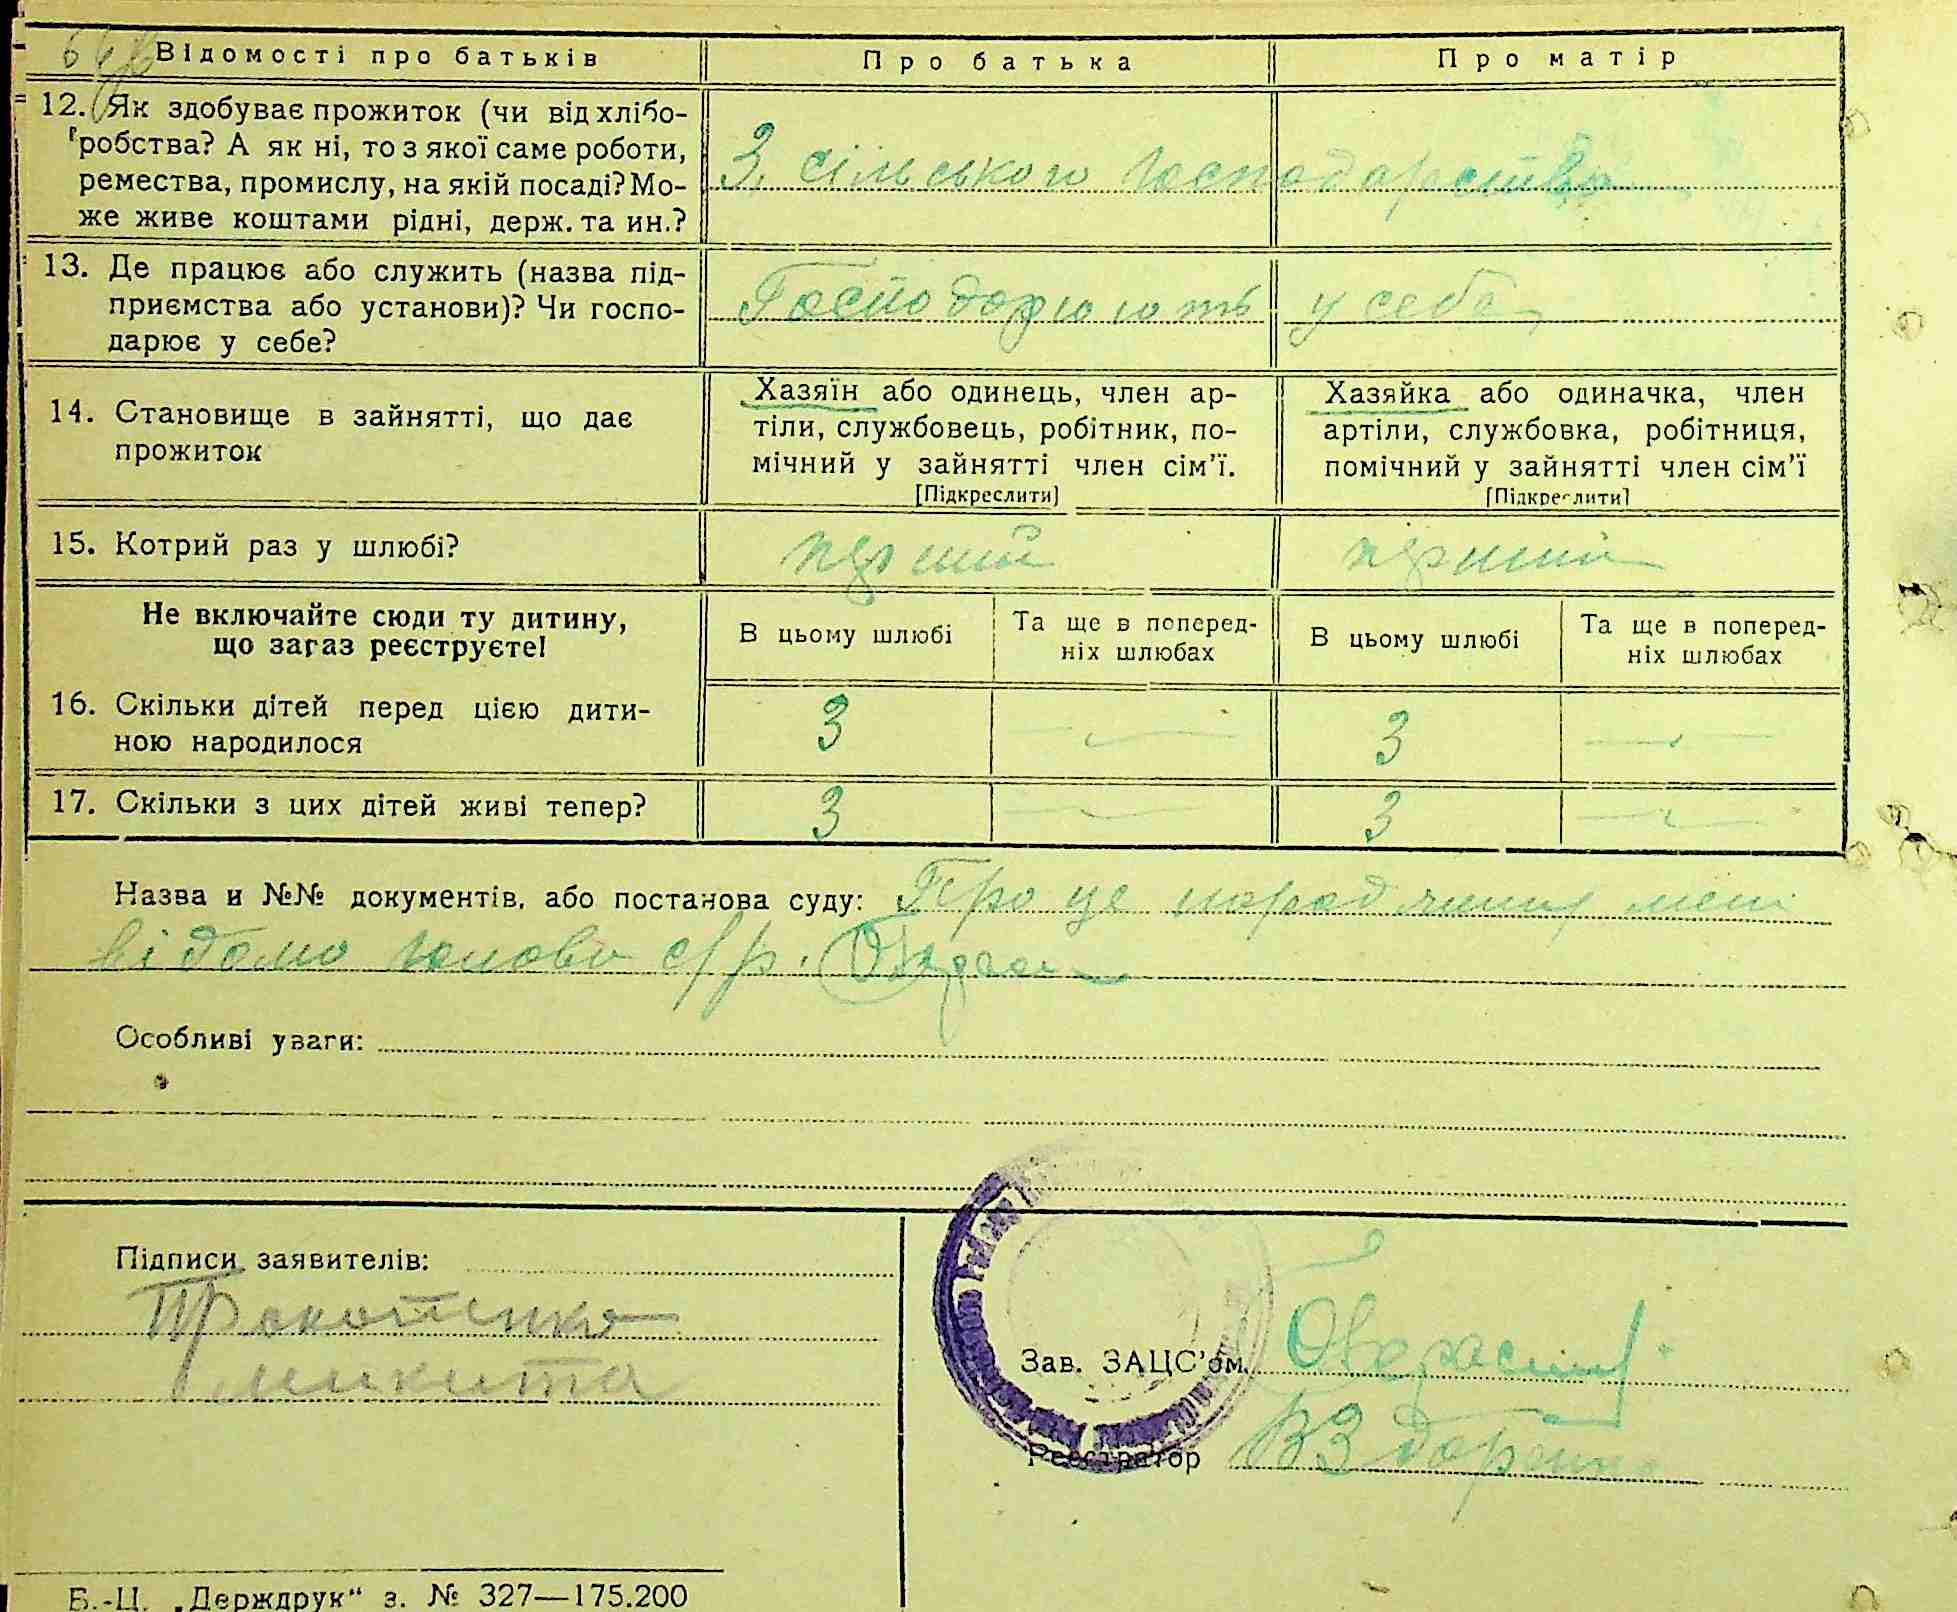 Відомості про батьків
Про батька
Про матір
12. Як здобуває прожиток (чи від хлібо-
робства? А як ні, то з якої саме роботи,
ремества, промислу, на якій посаді? Мо-
же живе коштами рідні, держ. та ин.?
З сільського господарства
13. Де працює або служить (назва під-
приємства або установи)? Чи госпо-
дарює у себе?
Господарюють у себе
14. Становище в зайнятті, що дає
прожиток
Хазяїн або одинець, член ар-
тіли, службовець, робітник, по-
мічний у зайнятті член сім'ї.
[Підкреслити]
Хазяйка або одиначка, член
артіли, службовка, робітниця,
помічний у зайнятті член сім'ї
[Підкреслити]
15. Котрий раз у шлюбі?
перший
перший
Не включайте сюди ту дитину,
що зараз реєструєте!
В цьому шлюбі
Та ще в поперед-
ніх шлюбах
В цьому шлюбі
Та ще в поперед-
ніх шлюбах
16. Скільки дітей перед цією дити-
ною народилося
3 — 3 —
17. Скільки з цих дітей живі тепер?
3 — 3 —
Назва и №№ документів, або постанова суду: Про це
відомо голови с/р.
Особливі уваги:
Підписи заявителів:
Прокопенко
Микита
Зав. ЗАЦС'ом
Реєстратор
Б.-Ц. „Держдрук" з. № 327—175.200